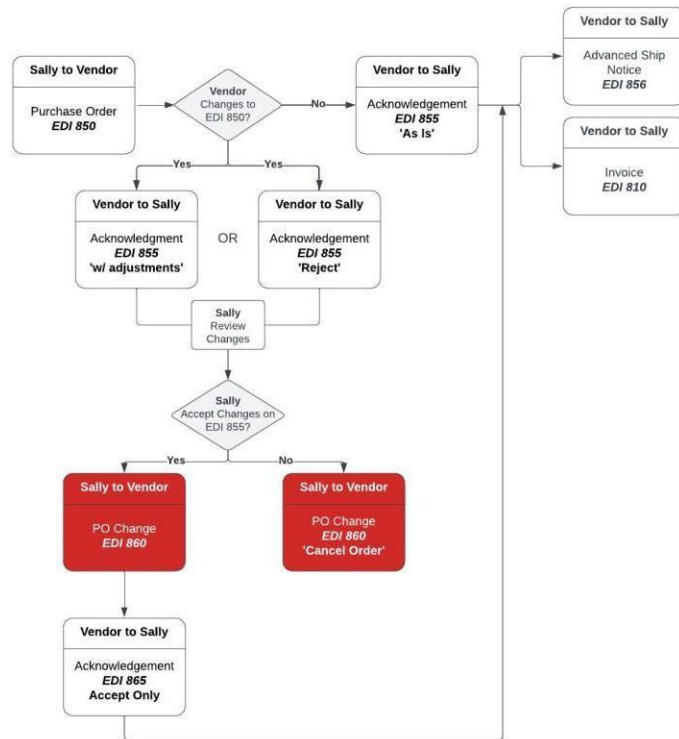 Sally to Vendor
Purchase Order
EDI 850
Vendor
Changes to
EDI 850?
No
Vendor to Sally
Acknowledgement
EDI 855
'As Is'
Vendor to Sally
Advanced Ship
Notice
EDI 856
Vendor to Sally
Invoice
EDI 810
Yes
Yes
Vendor to Sally
Acknowledgment
EDI 855
'w/ adjustments'
OR
Vendor to Sally
Acknowledgement
EDI 855
'Reject'
Sally
Review
Changes
Sally
Accept Changes on
EDI 855?
Yes
No
Sally to Vendor
PO Change
EDI 860
Sally to Vendor
PO Change
EDI 860
'Cancel Order'
Vendor to Sally
Acknowledgement
EDI 865
Accept Only